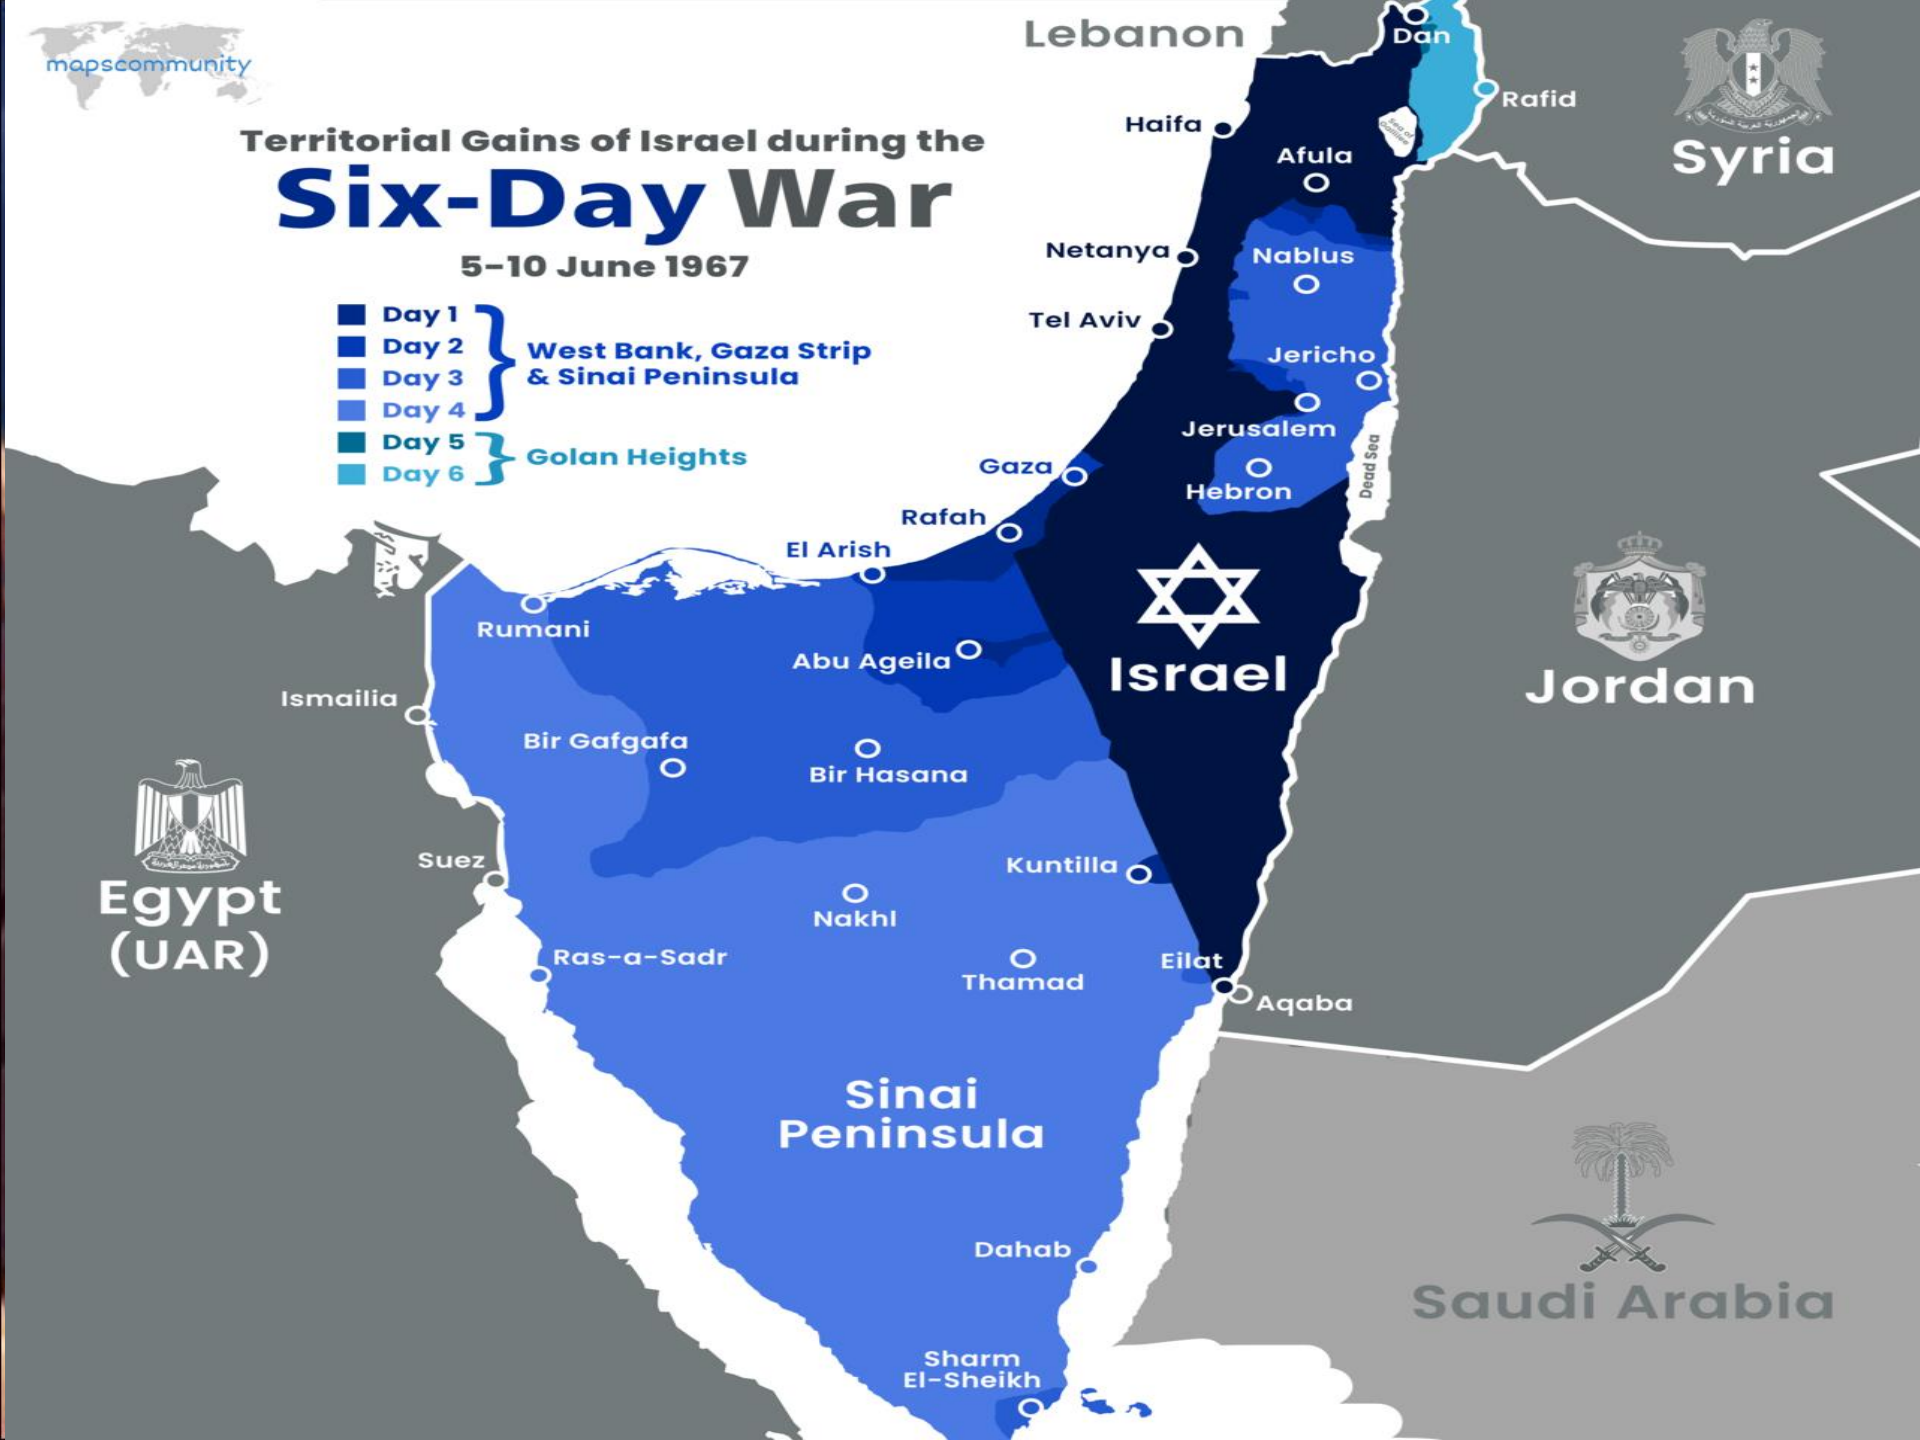 mapscommunity
Territorial Gains of Israel during the
Six-Day War
5-10 June 1967
Day 1
Day 2
Day 3
Day 4
West Bank, Gaza Strip
& Sinai Peninsula
Day 5
Day 6
Golan Heights
Lebanon
Dan
Rafid
Syria
Haifa
Sea of
Galilee
Afula
Netanya
Nablus
Tel Aviv
Jericho
Jerusalem
Dead Sea
Gaza
Hebron
Rafah
El Arish
Rumani
Abu Ageila
Israel
Jordan
Ismailia
Bir Gafgafa
Bir Hasana
Suez
Kuntilla
Egypt
(UAR)
Nakhl
Ras-a-Sadr
Thamad
Eilat
Aqaba
Sinai
Peninsula
Dahab
Saudi Arabia
Sharm
El-Sheikh